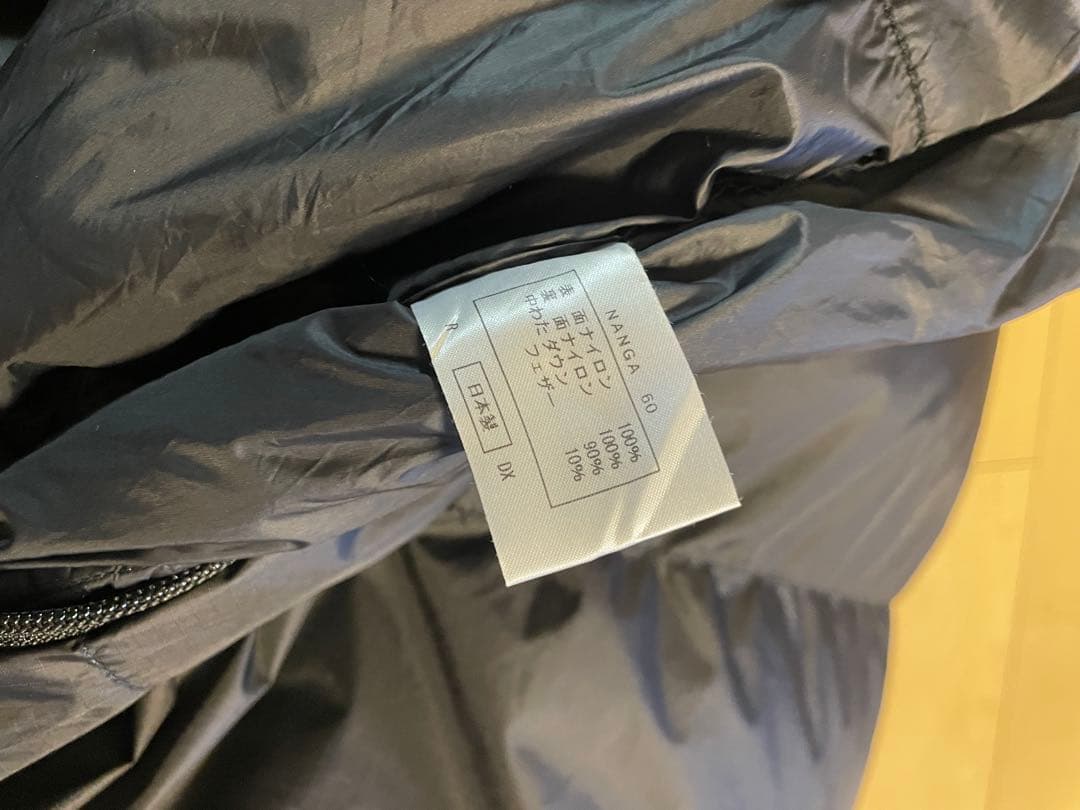 NANGA 60
表 面ナイロン 100%
裏 面ナイロン 100%
中わた ダウン 90%
フェザー 10%
日本製
R DX